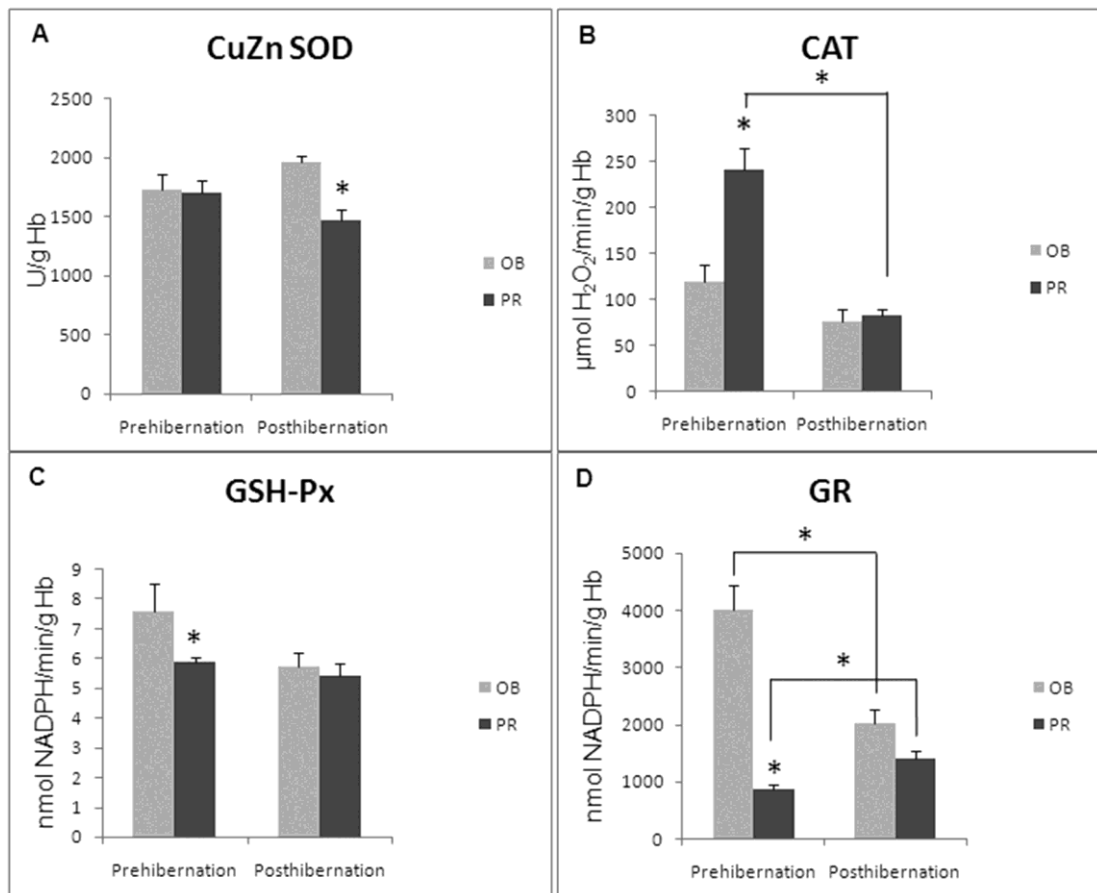 A
CuZn SOD
U/g Hb
2500
2000
1500
1000
500
0
*
Prehibernation Posthibernation
OB
PR
B
CAT
µmol H₂O₂/min/g Hb
300
250
200
150
100
50
0
*
*
Prehibernation Posthibernation
OB
PR
C
GSH-Px
nmol NADPH/min/g Hb
9
8
7
6
5
4
3
2
1
0
*
Prehibernation Posthibernation
OB
PR
D
GR
nmol NADPH/min/g Hb
5000
4000
3000
2000
1000
0
*
*
*
Prehibernation Posthibernation
OB
PR